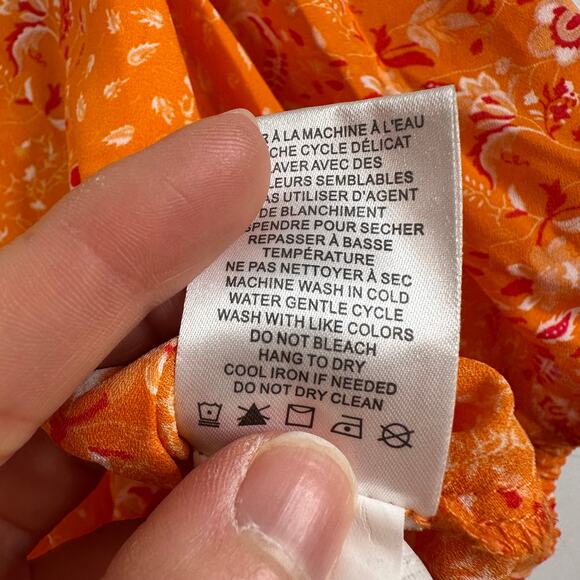 À LA MACHINE À L'EAU
CYCLE DÉLICAT
AVEC DES
SEMBLABLES
UTILISER D'AGENT
DE BLANCHIMENT
POUR SECHER
REPASSER À BASSE
TEMPÉRATURE
NE PAS NETTOYER À SEC
MACHINE WASH IN COLD
WATER GENTLE CYCLE
WASH WITH LIKE COLORS
DO NOT BLEACH
HANG TO DRY
COOL IRON IF NEEDED
DO NOT DRY CLEAN